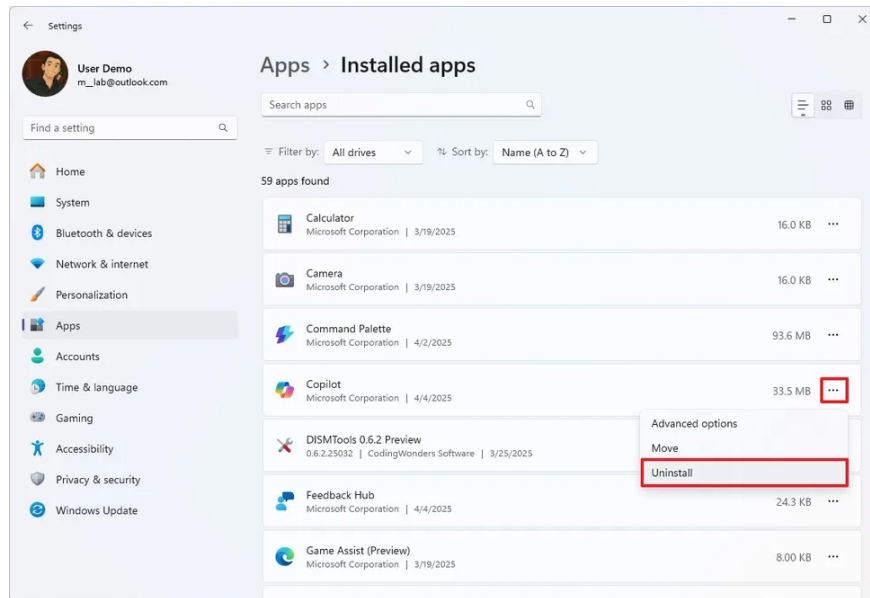 Settings
User Demo
m_lab@outlook.com
Find a setting
Home
System
Bluetooth & devices
Network & internet
Personalization
Apps
Accounts
Time & language
Gaming
Accessibility
Privacy & security
Windows Update
Apps > Installed apps
Search apps
Filter by: All drives Sort by: Name (A to Z)
59 apps found
Calculator
Microsoft Corporation | 3/19/2025
16.0 KB
Camera
Microsoft Corporation | 3/19/2025
16.0 KB
Command Palette
Microsoft Corporation | 4/2/2025
93.6 MB
Copilot
Microsoft Corporation | 4/4/2025
33.5 MB
Advanced options
Move
Uninstall
DISMTools 0.6.2 Preview
0.6.2.25032 | CodingWonders Software | 3/25/2025
Feedback Hub
Microsoft Corporation | 4/4/2025
24.3 KB
Game Assist (Preview)
Microsoft Corporation | 3/19/2025
8.00 KB